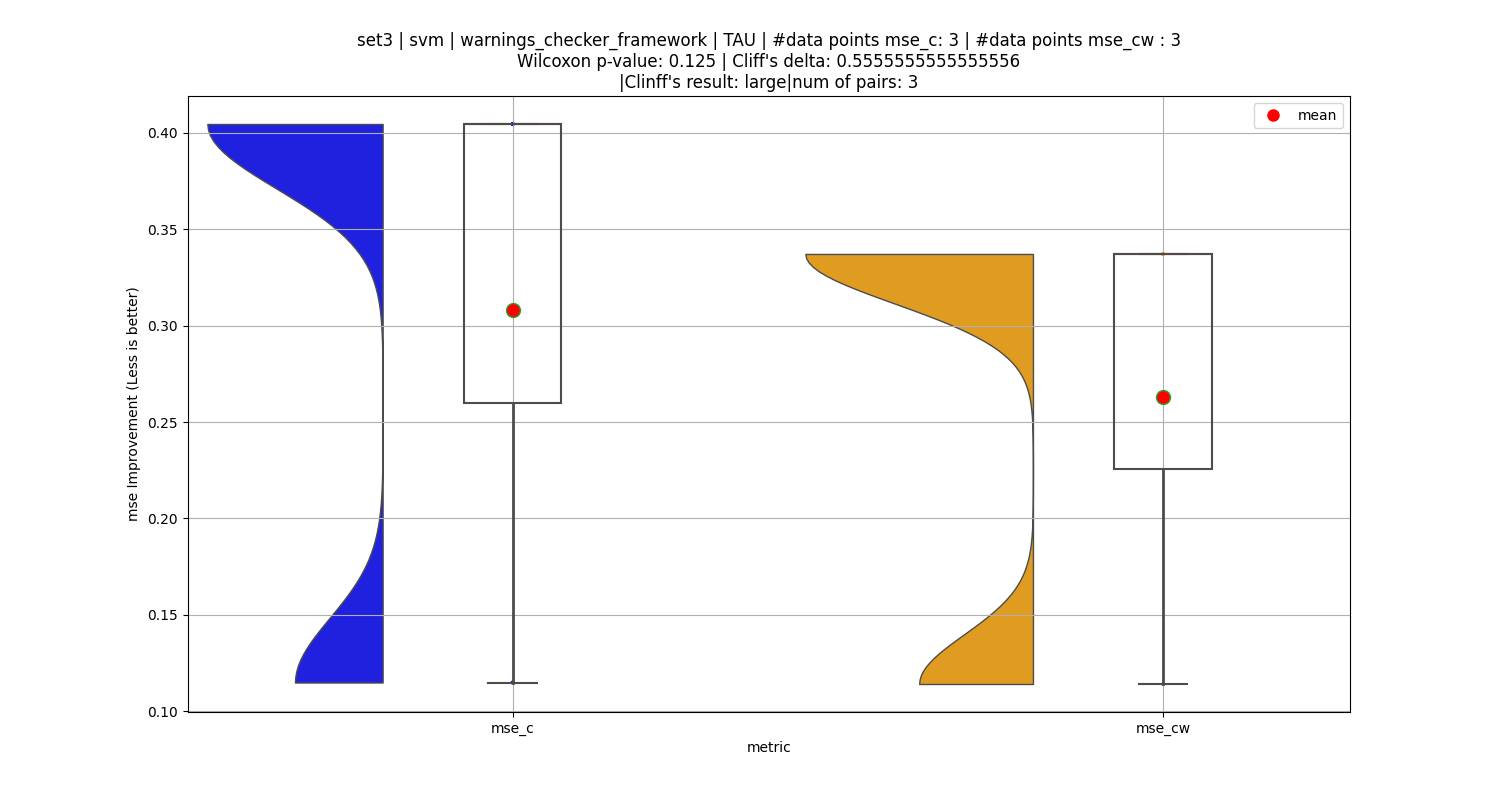 set3 | svm | warnings_checker_framework | TAU | #data points mse_c: 3 | #data points mse_cw : 3
Wilcoxon p-value: 0.125 | Cliff's delta: 0.5555555555555556
|Clinff's result: large|num of pairs: 3
mean
0.40
0.35
0.30
0.25
0.20
0.15
0.10
mse Improvement (Less is better)
mse_c
mse_cw
metric